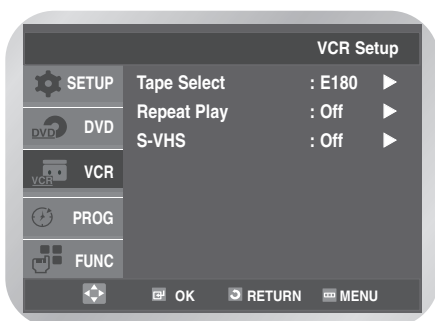 VCR Setup
SETUP
DVD DVD
VCR VCR
PROG
FUNC
Tape Select : E180 ►
Repeat Play : Off ►
S-VHS : Off ►
OK RETURN MENU